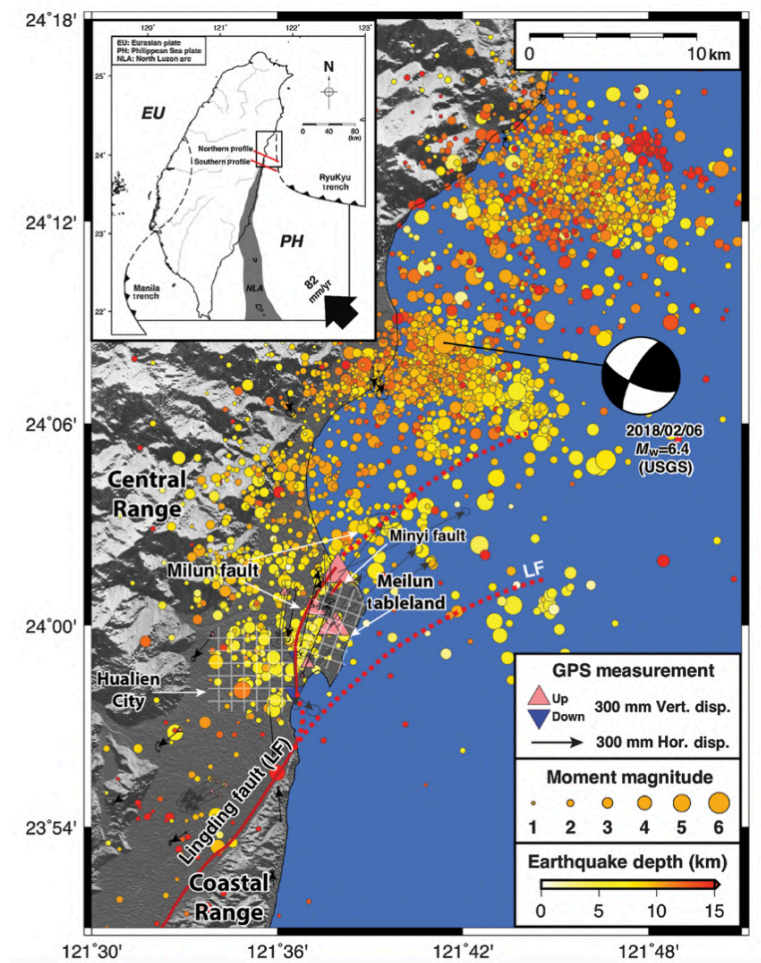 24°18'
24°12'
24°06'
24°00'
23°54'
121°30'
121°36'
121°42'
121°48'
0
10 km
120°
121°
122°
123°
25°
24°
23°
22°
EU: Eurasian plate
PH: Philippean Sea plate
NLA: North Luzon arc
N
0 40 80
(km)
EU
Northern profile
Southern profile
RyuKyu
trench
PH
Manila
trench
NLA
82
mm/yr
2018/02/06
Mw=6.4
(USGS)
Central
Range
Minyi fault
Milun fault
Meilun
tableland
LF
Hualien
City
Lingding fault (LF)
Coastal
Range
GPS measurement
Up
Down
300 mm Vert. disp.
300 mm Hor. disp.
Moment magnitude
1 2 3 4 5 6
Earthquake depth (km)
0 5 10 15